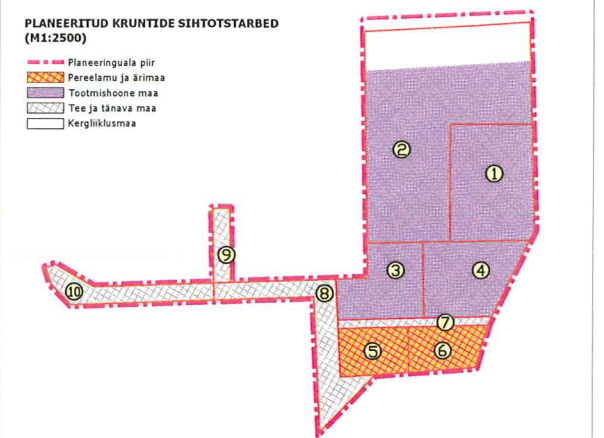 PLANEERITUD KRUNTIDE SIHTOTSTARBED
(M1:2500)
Planeeringuala piir
Pereelamu ja ärimaa
Tootmishoone maa
Tee ja tänava maa
Kergliiklusmaa
2
1
9
3
4
10
8
7
5
6